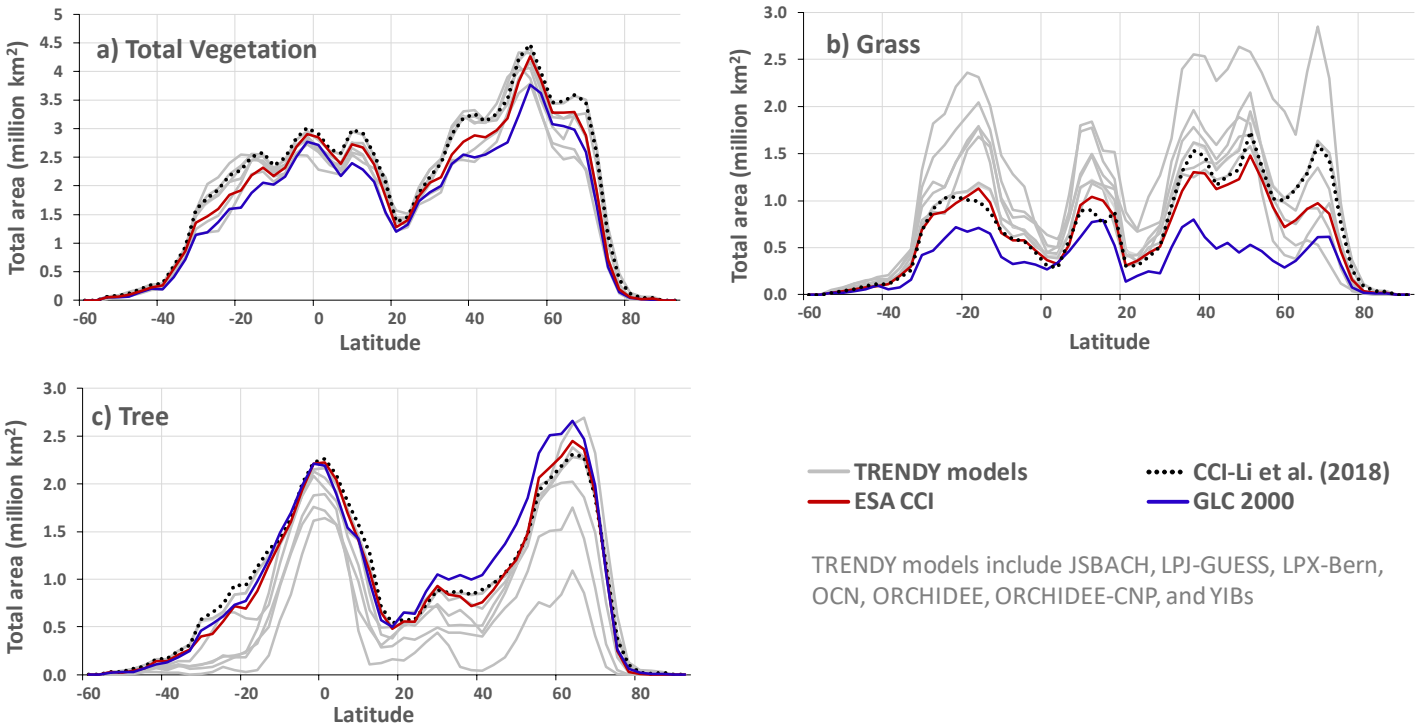 a) Total Vegetation
Total area (million km²)
4.5
4
3.5
3
2.5
2
1.5
1
0.5
0
-60 -40 -20 0 20 40 60 80
Latitude
b) Grass
Total area (million km²)
3.0
2.5
2.0
1.5
1.0
0.5
0.0
-60 -40 -20 0 20 40 60 80
Latitude
c) Tree
Total area (million km²)
3.0
2.5
2.0
1.5
1.0
0.5
0.0
-60 -40 -20 0 20 40 60 80
Latitude
TRENDY models CCI-Li et al. (2018)
ESA CCI GLC 2000
TRENDY models include JSBACH, LPJ-GUESS, LPX-Bern,
OCN, ORCHIDEE, ORCHIDEE-CNP, and YIBs